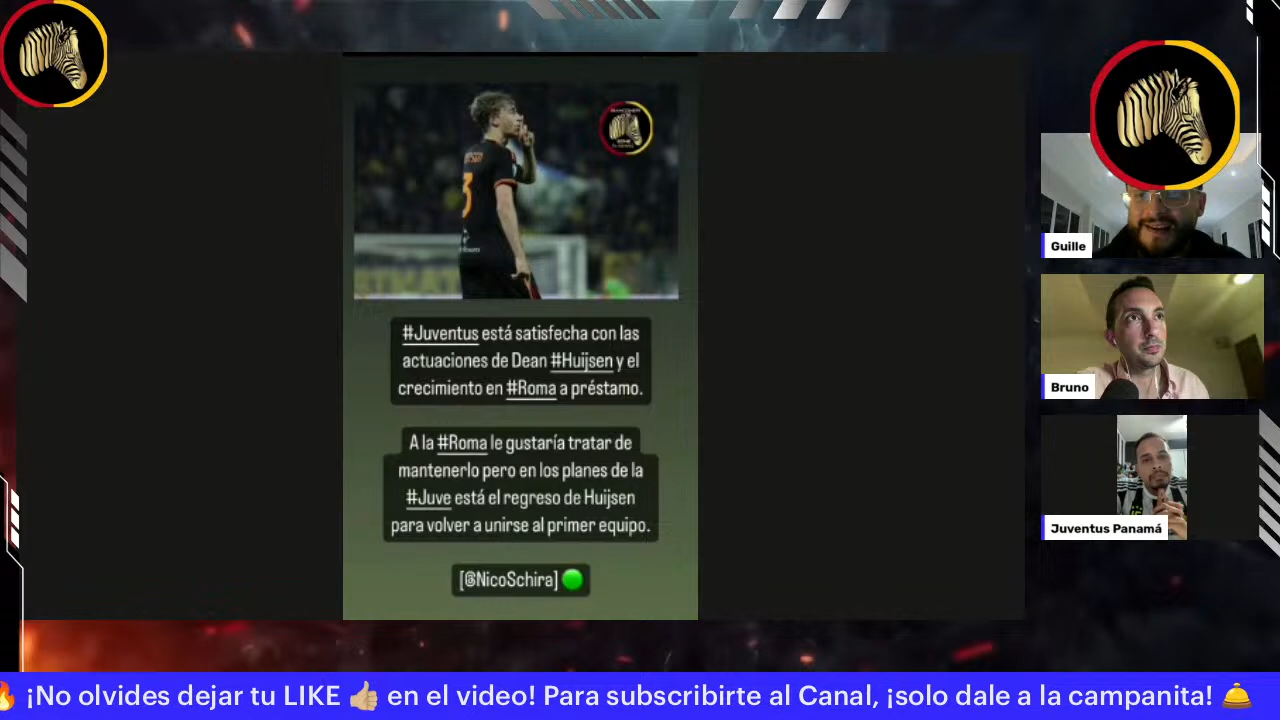 3
#Juventus está satisfecha con las
actuaciones de Dean #Huijsen y el
crecimiento en #Roma a préstamo.
A la #Roma le gustaría tratar de
mantenerlo pero en los planes de la
#Juve está el regreso de Huijsen
para volver a unirse al primer equipo.
[@NicoSchira]
Guille
Bruno
Juventus Panamá
¡No olvides dejar tu LIKE 👍 en el video! Para subscribirte al Canal, ¡solo dale a la campanita! 🛎️